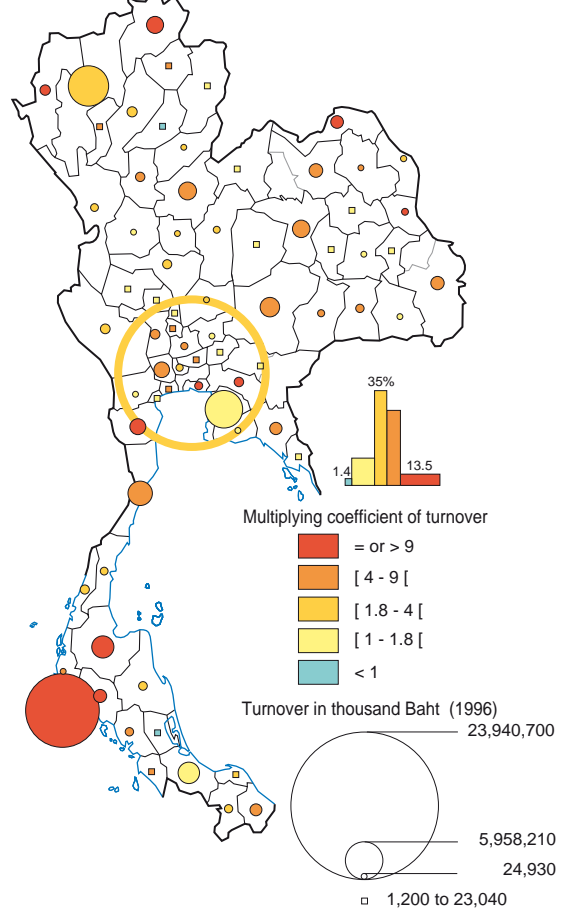 35%
1.4
13.5
Multiplying coefficient of turnover
= or > 9
[ 4 - 9 [
[ 1.8 - 4 [
[ 1 - 1.8 [
< 1
Turnover in thousand Baht (1996)
23,940,700
5,958,210
24,930
1,200 to 23,040